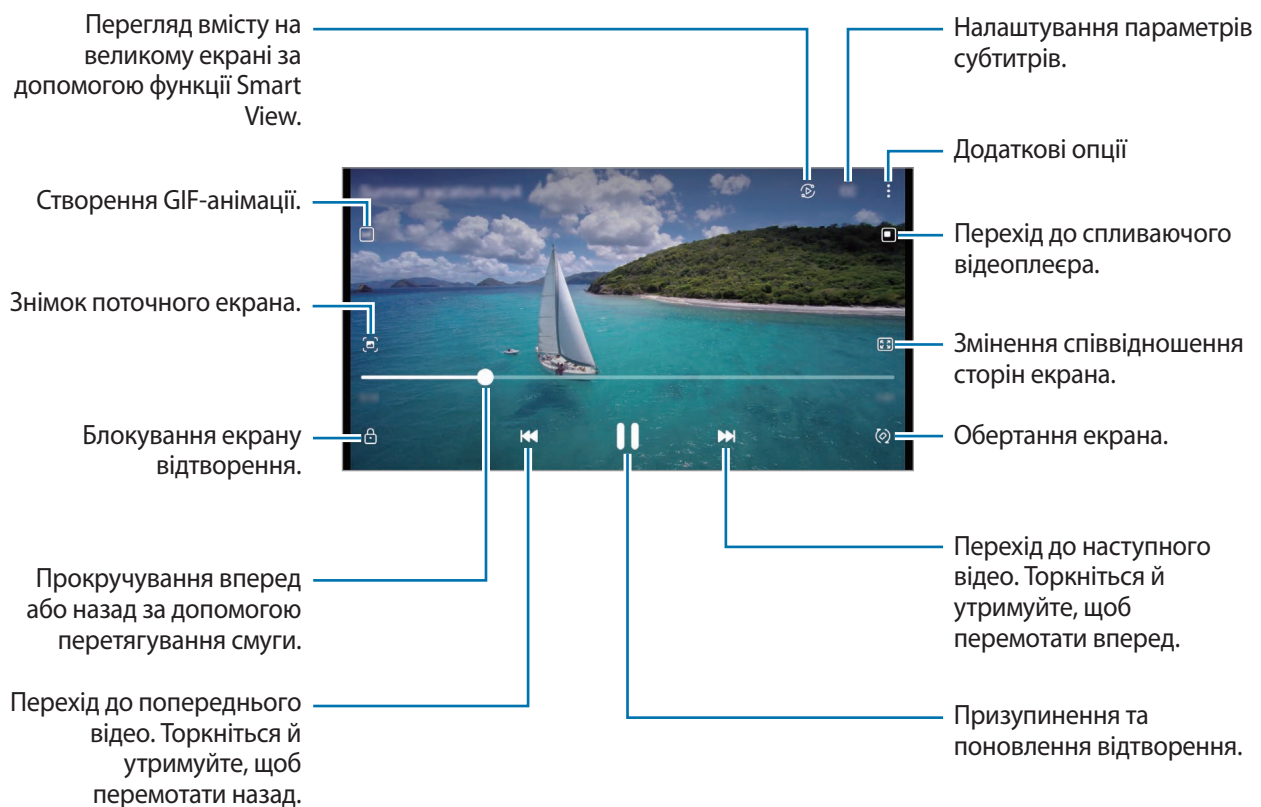 Перегляд вмісту на
великому екрані за
допомогою функції Smart
View.
Створення GIF-анімації.
Знімок поточного екрана.
Блокування екрану
відтворення.
Прокручування вперед
або назад за допомогою
перетягування смуги.
Перехід до попереднього
відео. Торкніться й
утримуйте, щоб
перемотати назад.
Налаштування параметрів
субтитрів.
Додаткові опції
Перехід до спливаючого
відеоплеєра.
Змінення співвідношення
сторін екрана.
Обертання екрана.
Перехід до наступного
відео. Торкніться й
утримуйте, щоб
перемотати вперед.
Призупинення та
поновлення відтворення.